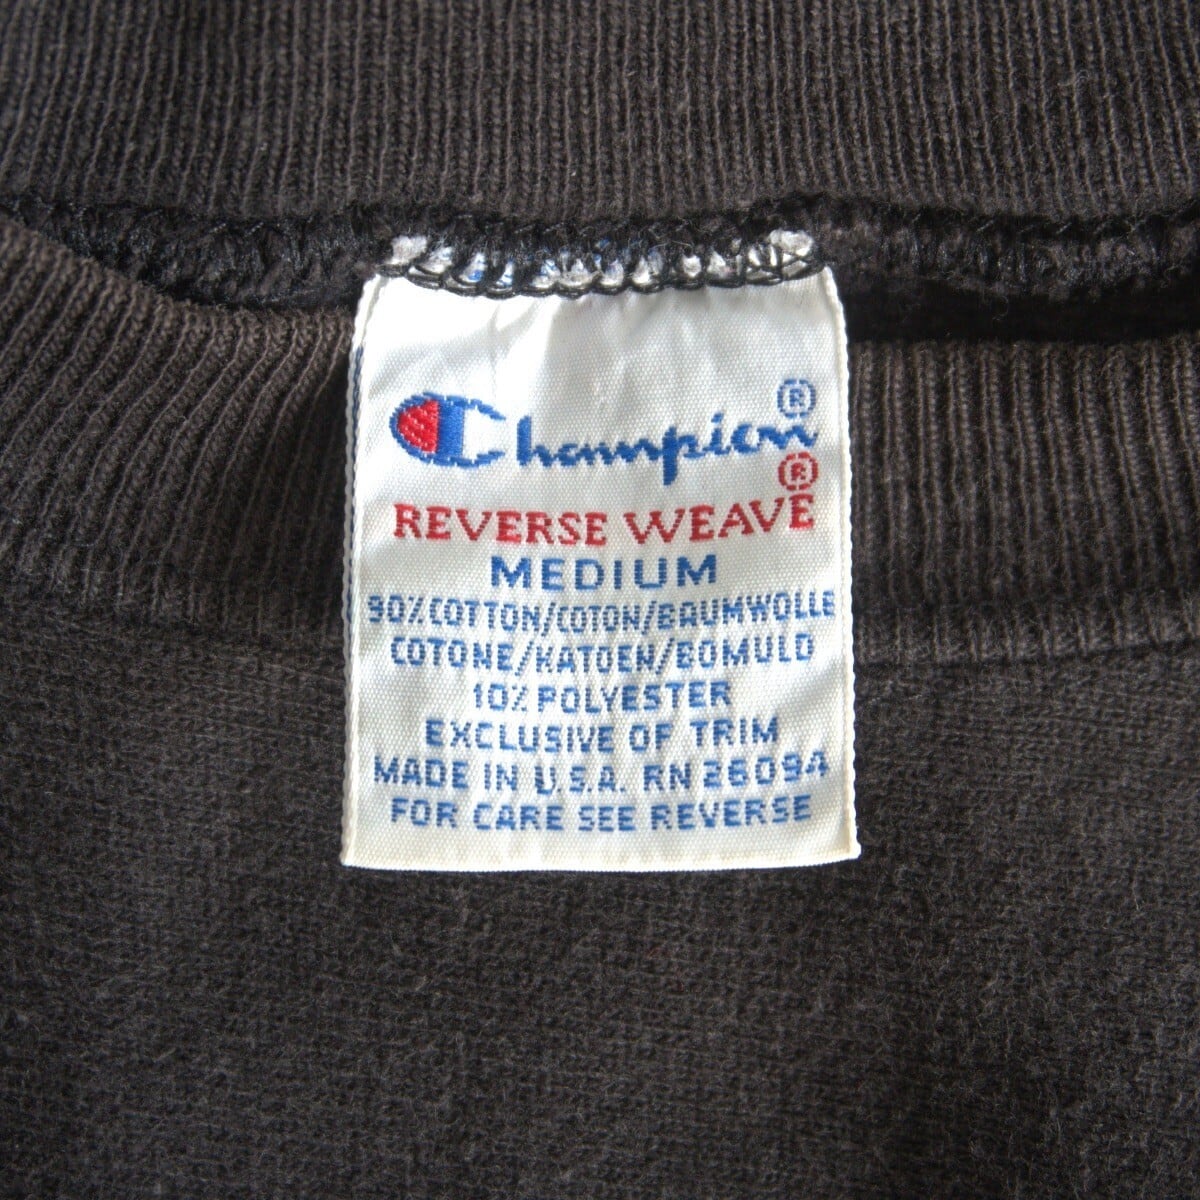 Champion®
REVERSE WEAVE®
MEDIUM
90% COTTON/COTON/BAUMWOLLE
COTONE/KATOEN/BOMULD
10% POLYESTER
EXCLUSIVE OF TRIM
MADE IN U.S.A. RN 26094
FOR CARE SEE REVERSE